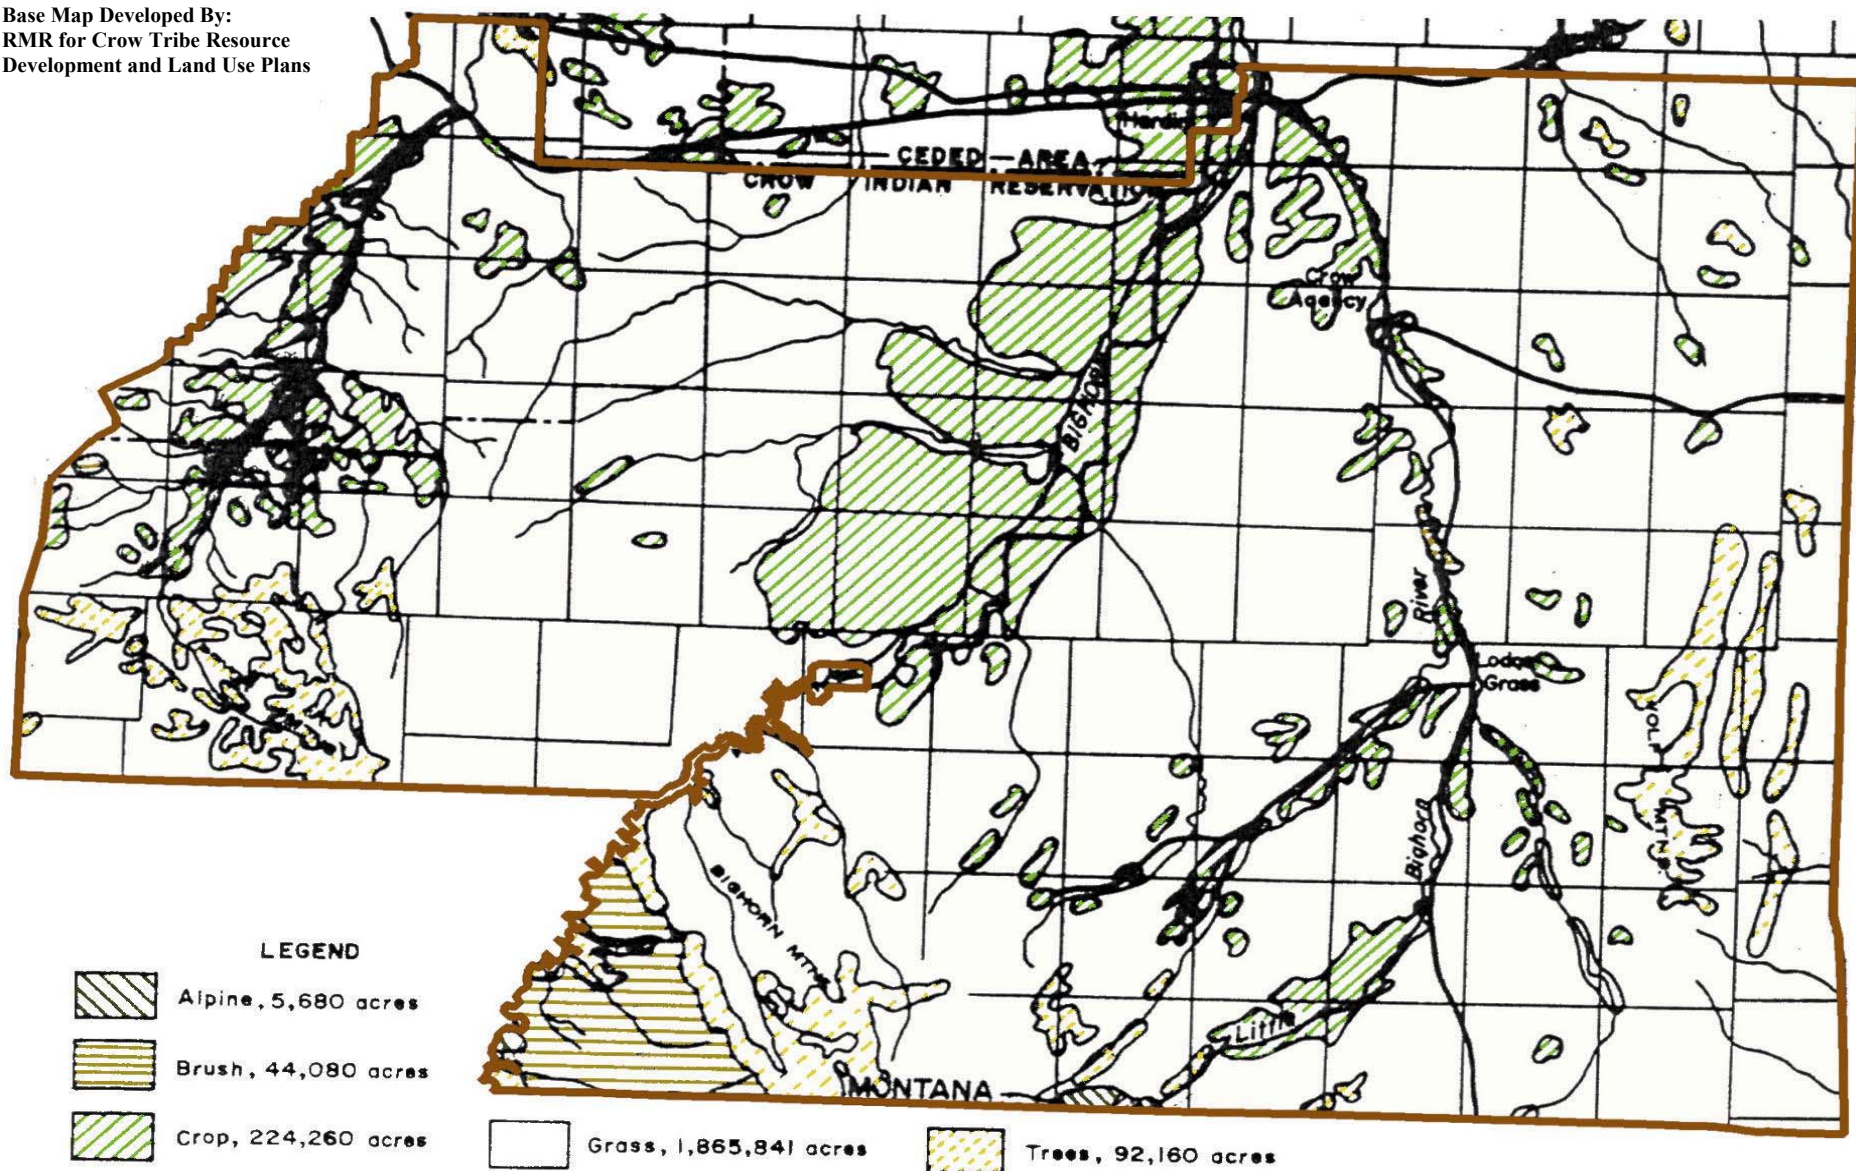 Base Map Developed By:
RMR for Crow Tribe Resource
Development and Land Use Plans
Hardin
CEDED AREA
CROW INDIAN RESERVATION
Crow
Agency
BIGHORN
River
Lodge
Grass
WOLF
MTNS
Bighorn
BIGHORN MTNS
Little
MONTANA
LEGEND
Alpine, 5,680 acres
Brush, 44,080 acres
Crop, 224,260 acres
Grass, 1,865,841 acres
Trees, 92,160 acres